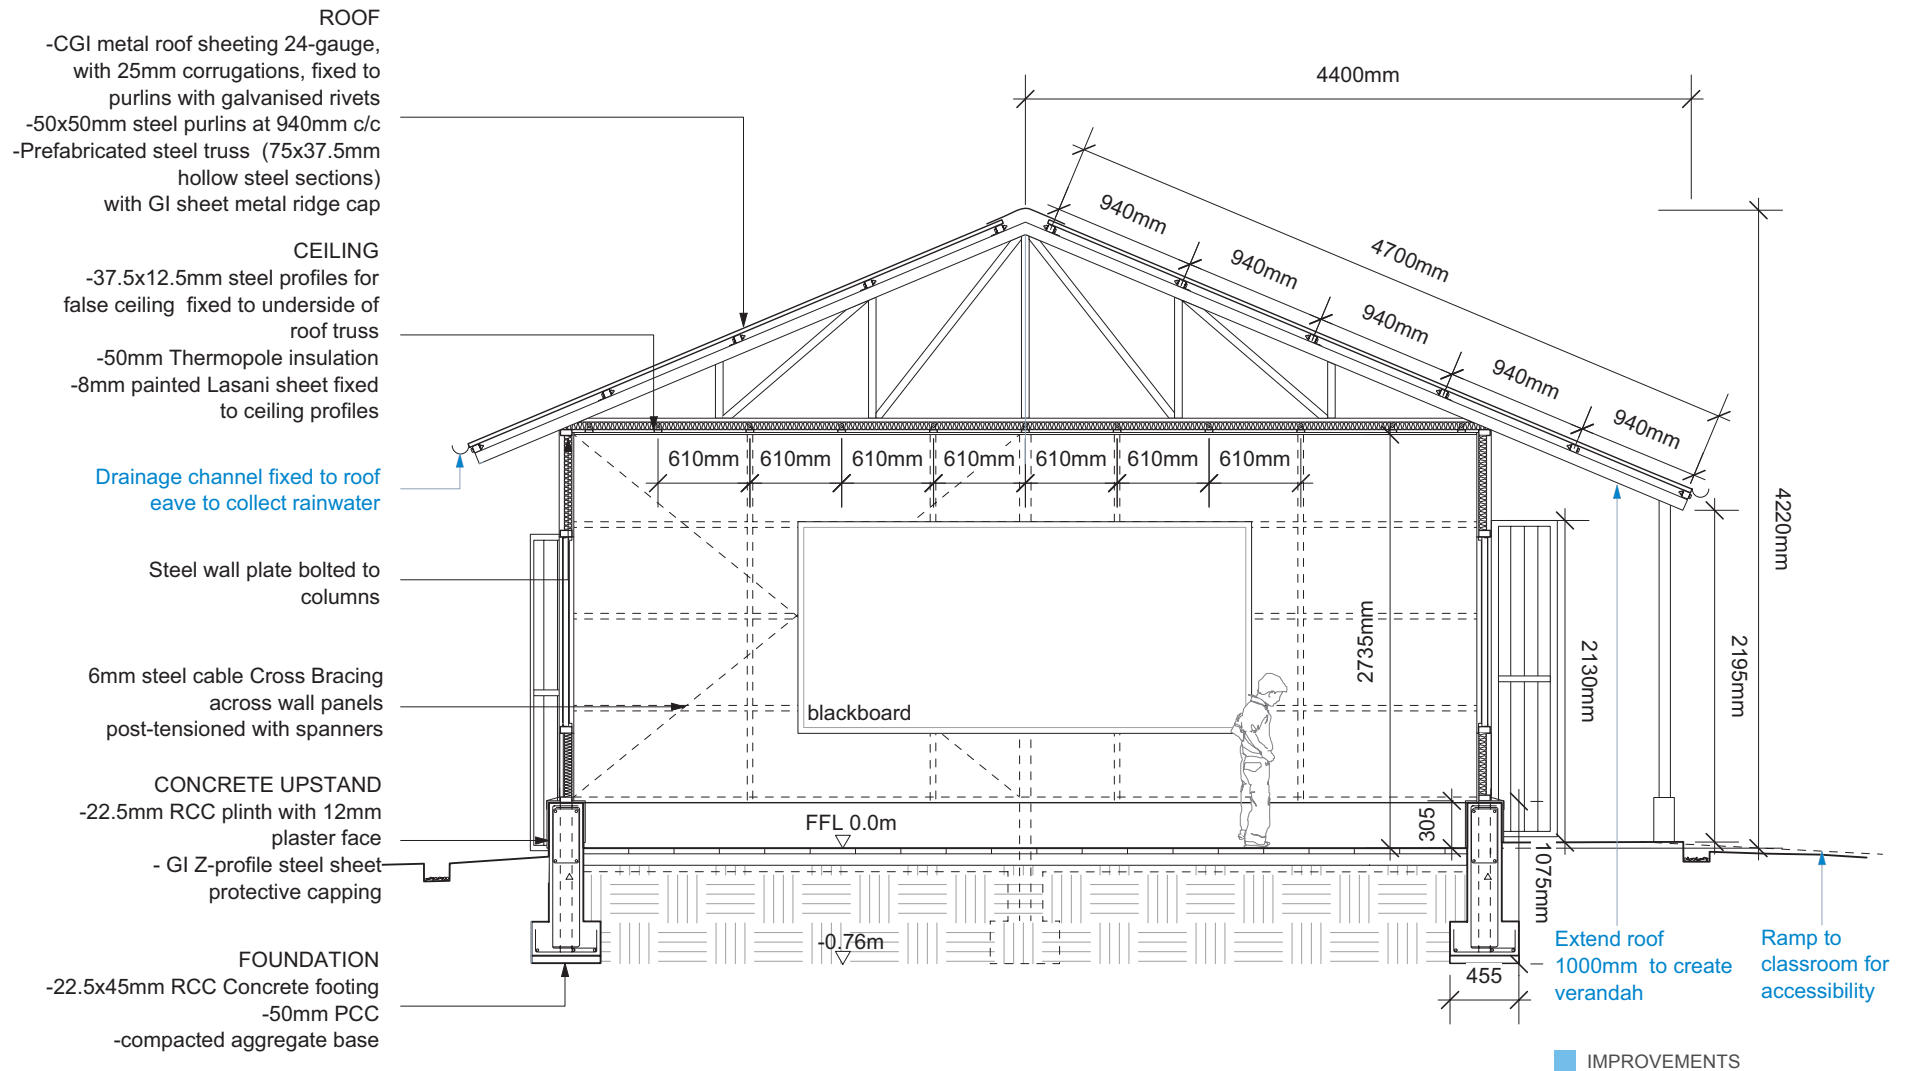 ROOF
-CGI metal roof sheeting 24-gauge,
with 25mm corrugations, fixed to
purlins with galvanised rivets
-50x50mm steel purlins at 940mm c/c
-Prefabricated steel truss (75x37.5mm
hollow steel sections)
with GI sheet metal ridge cap
CEILING
-37.5x12.5mm steel profiles for
false ceiling fixed to underside of
roof truss
-50mm Thermopole insulation
-8mm painted Lasani sheet fixed
to ceiling profiles
Drainage channel fixed to roof
eave to collect rainwater
Steel wall plate bolted to
columns
6mm steel cable Cross Bracing
across wall panels
post-tensioned with spanners
CONCRETE UPSTAND
-22.5mm RCC plinth with 12mm
plaster face
- GI Z-profile steel sheet
protective capping
FOUNDATION
-22.5x45mm RCC Concrete footing
-50mm PCC
-compacted aggregate base
4400mm
4700mm
940mm
940mm
940mm
940mm
940mm
610mm
610mm
610mm
610mm
610mm
610mm
610mm
4220mm
2735mm
2130mm
2195mm
blackboard
FFL 0.0m
305
1075mm
-0.76m
455
Extend roof
1000mm to create
verandah
Ramp to
classroom for
accessibility
IMPROVEMENTS